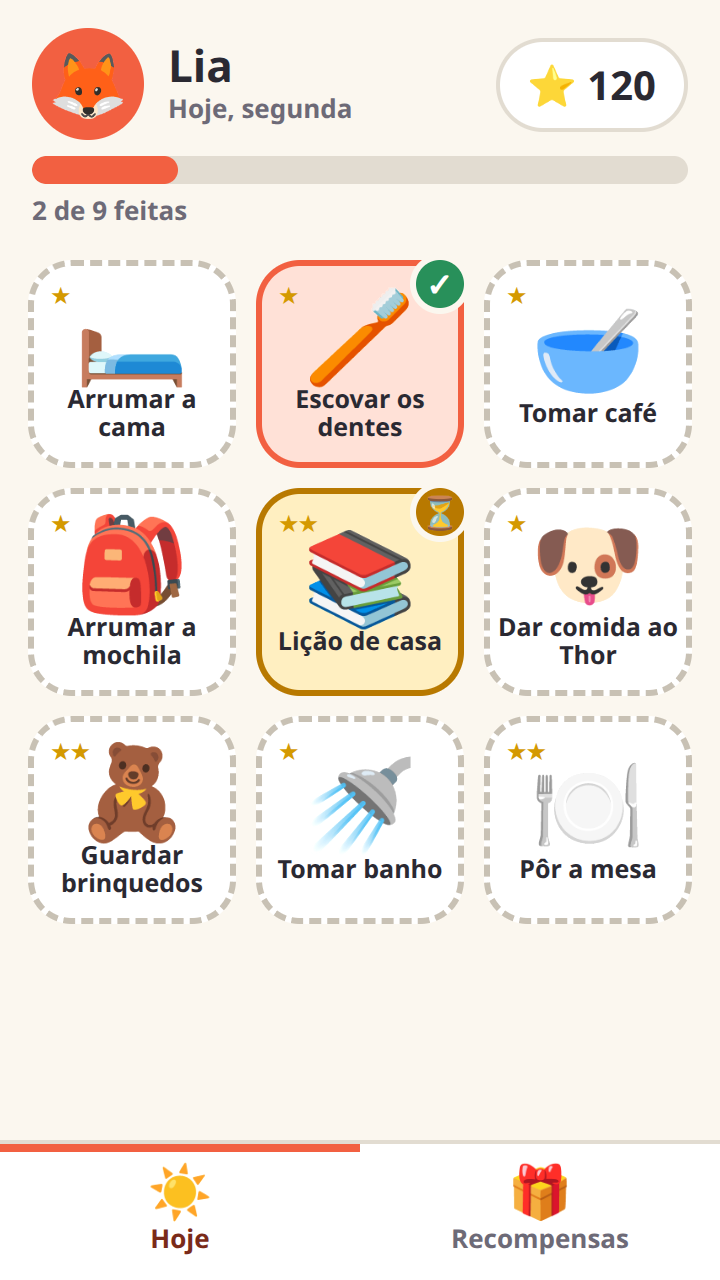 Lia
Hoje, segunda
120
2 de 9 feitas
Arrumar a
cama
Escovar os
dentes
Tomar café
Arrumar a
mochila
Lição de casa
Dar comida ao
Thor
Guardar
brinquedos
Tomar banho
Pôr a mesa
Hoje
Recompensas